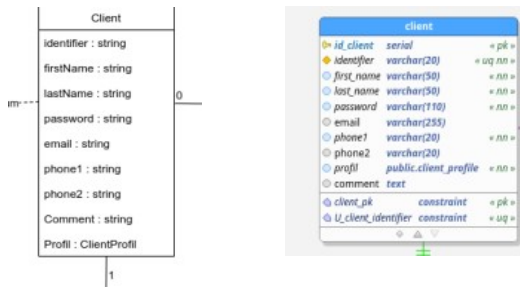 Client
identifier : string
firstName : string
lastName : string
password : string
email : string
phone1 : string
phone2 : string
Comment : string
Profil : ClientProfil
0
1
client
id_client serial « pk »
identifier varchar(20) « uq nn »
first_name varchar(50) « nn »
last_name varchar(50) « nn »
password varchar(110) « nn »
email varchar(255)
phone1 varchar(20) « nn »
phone2 varchar(20)
profil public.client_profile « nn »
comment text
client_pk constraint « pk »
U_client_identifier constraint « uq »